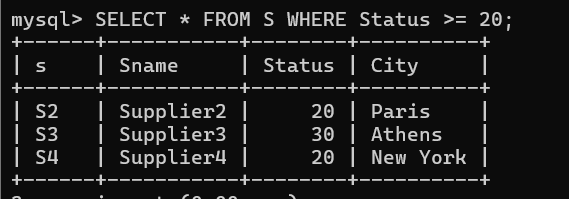 mysql> SELECT * FROM S WHERE Status >= 20;
+------+-----------+--------+----------+
| s    | Sname     | Status | City     |
+------+-----------+--------+----------+
| S2   | Supplier2 |     20 | Paris    |
| S3   | Supplier3 |     30 | Athens   |
| S4   | Supplier4 |     20 | New York |
+------+-----------+--------+----------+